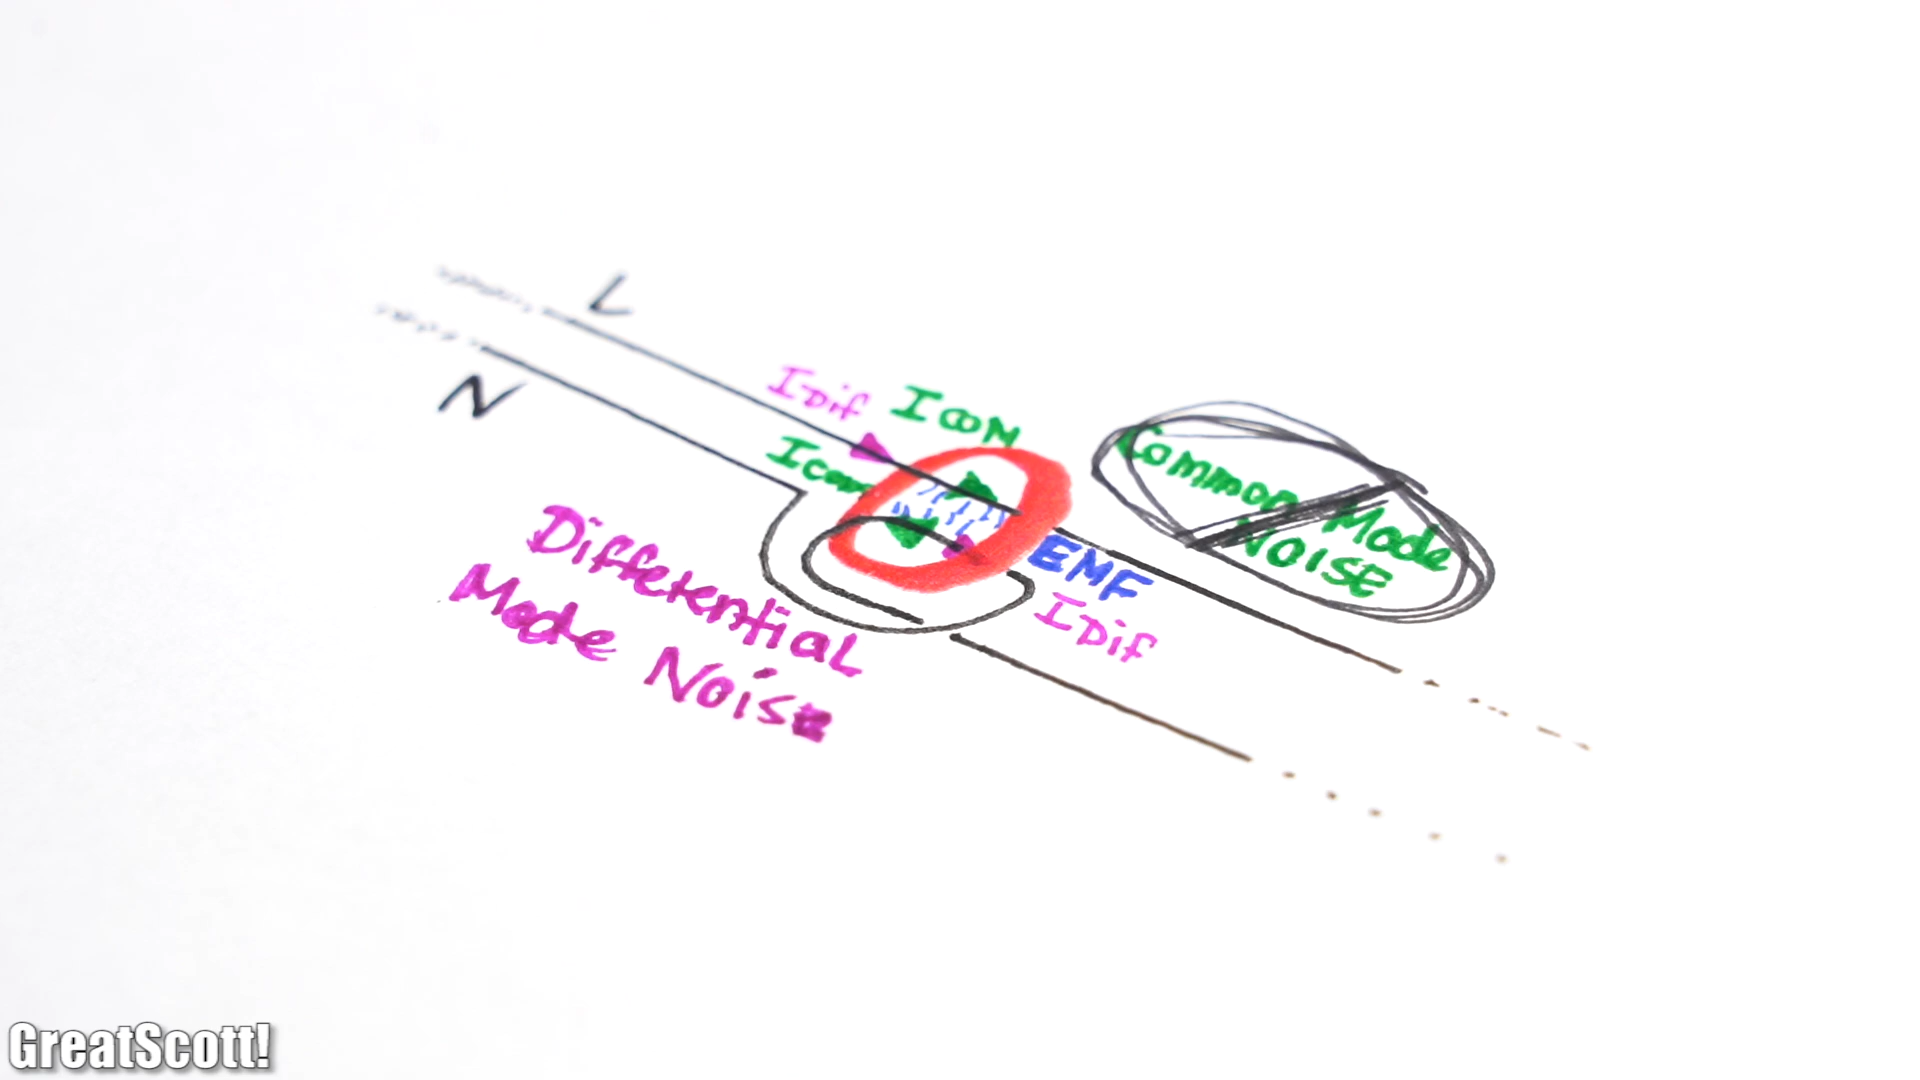 L
N
IDif
ICOM
Icom
Common Mode
NOISE
EMF
IDif
Differential
Mode Noise
GreatScott!